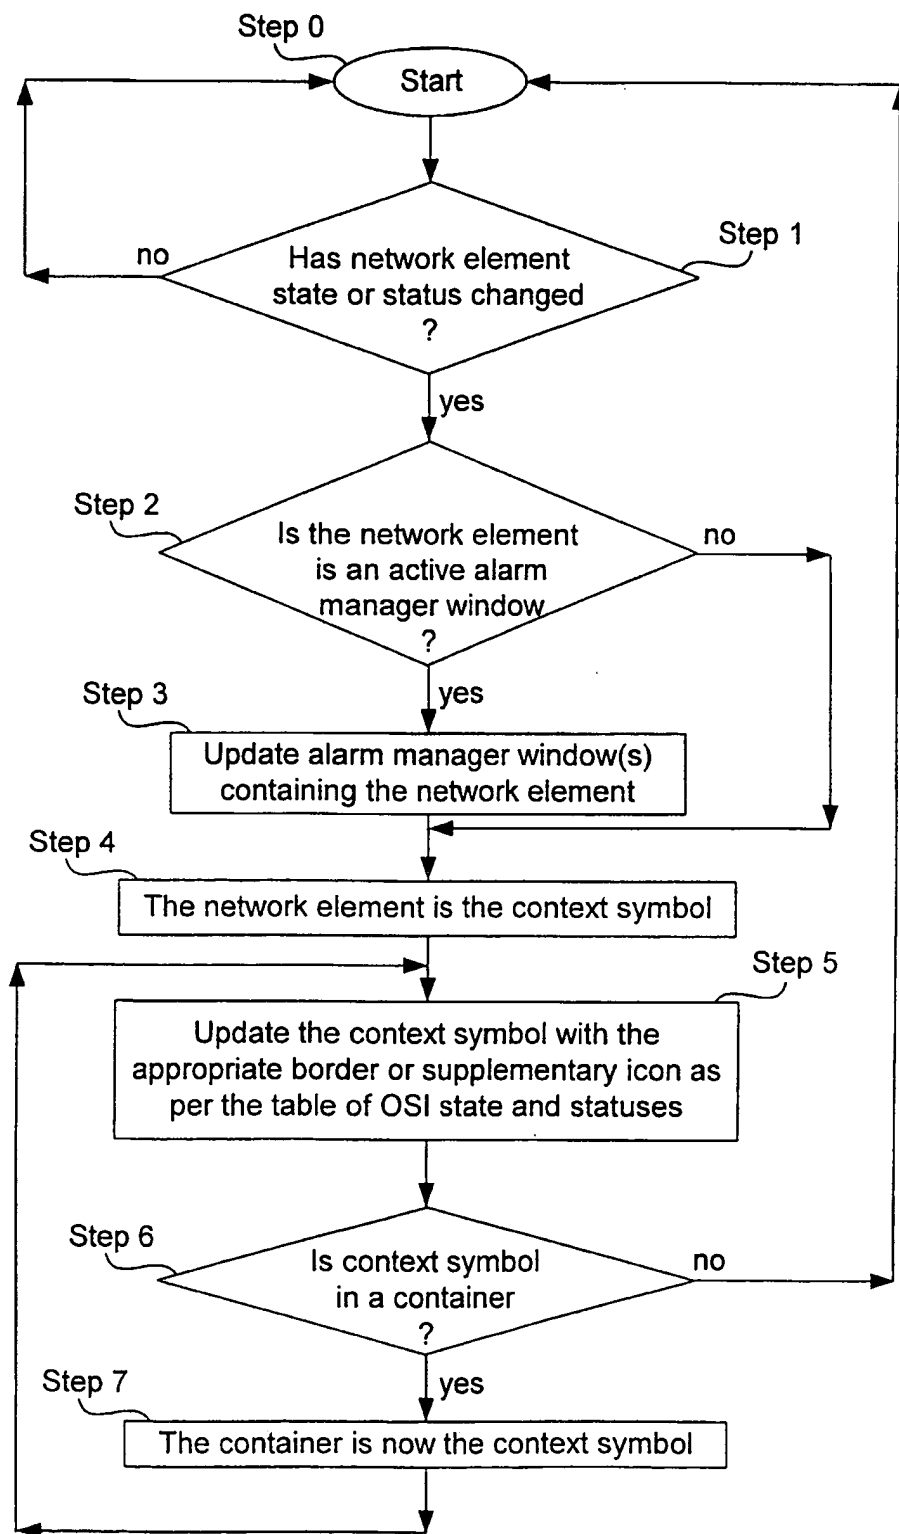 Step 0
Start
Step 1
no
Has network element
state or status changed
?
yes
Step 2
no
Is the network element
is an active alarm
manager window
?
yes
Step 3
Update alarm manager window(s)
containing the network element
Step 4
The network element is the context symbol
Step 5
Update the context symbol with the
appropriate border or supplementary icon as
per the table of OSI state and statuses
Step 6
no
Is context symbol
in a container
?
yes
Step 7
The container is now the context symbol